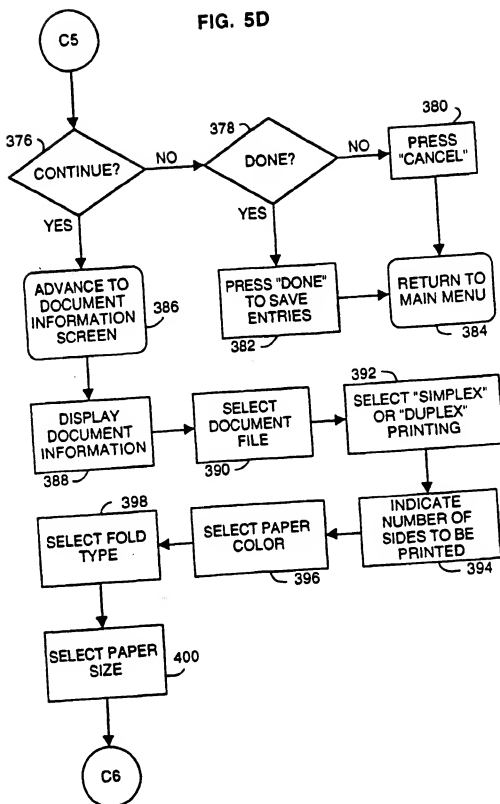 FIG. 5D
C5
376
CONTINUE?
NO
YES
378
DONE?
NO
YES
380
PRESS
"CANCEL"
ADVANCE TO
DOCUMENT
INFORMATION
SCREEN
386
PRESS "DONE"
TO SAVE
ENTRIES
382
RETURN TO
MAIN MENU
384
DISPLAY
DOCUMENT
INFORMATION
388
SELECT
DOCUMENT
FILE
390
392
SELECT "SIMPLEX"
OR "DUPLEX"
PRINTING
INDICATE
NUMBER OF
SIDES TO BE
PRINTED
394
SELECT PAPER
COLOR
396
398
SELECT FOLD
TYPE
SELECT PAPER
SIZE
400
C6